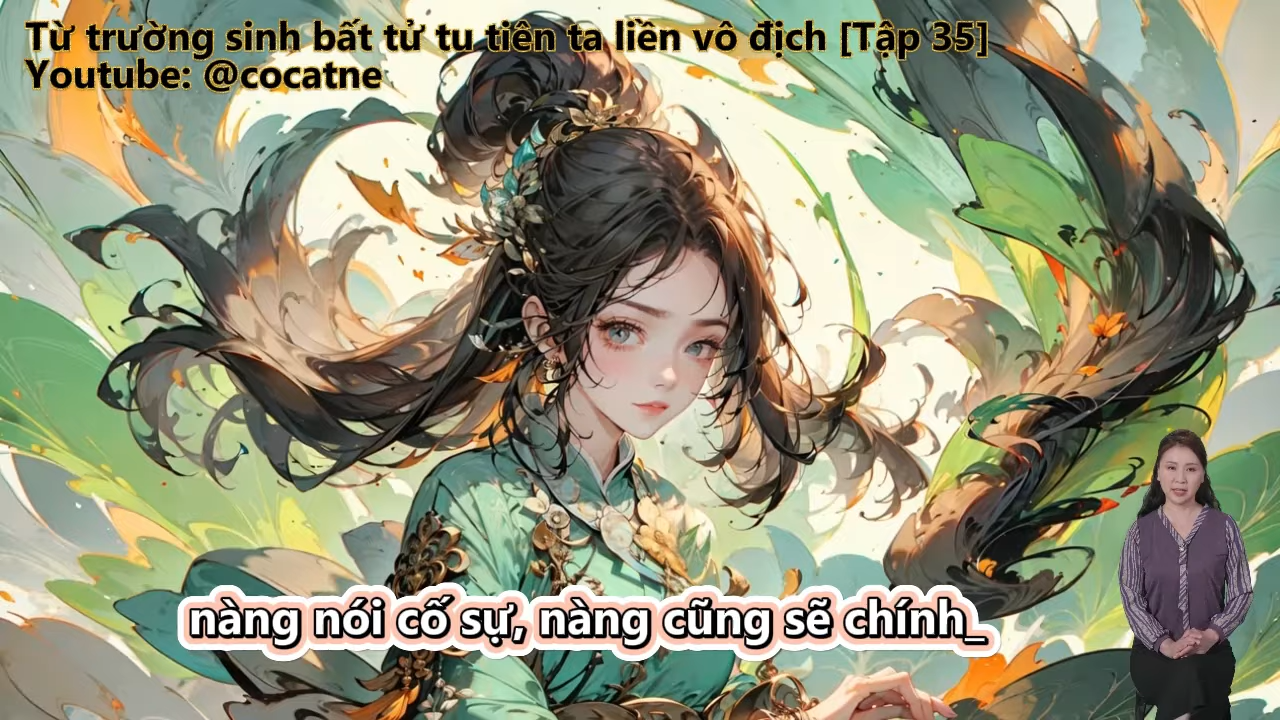 Từ trường sinh bất tử tu tiên ta liền vô địch [Tập 35]
Youtube: @cocatne
nàng nói cố sự, nàng cũng sẽ chính_